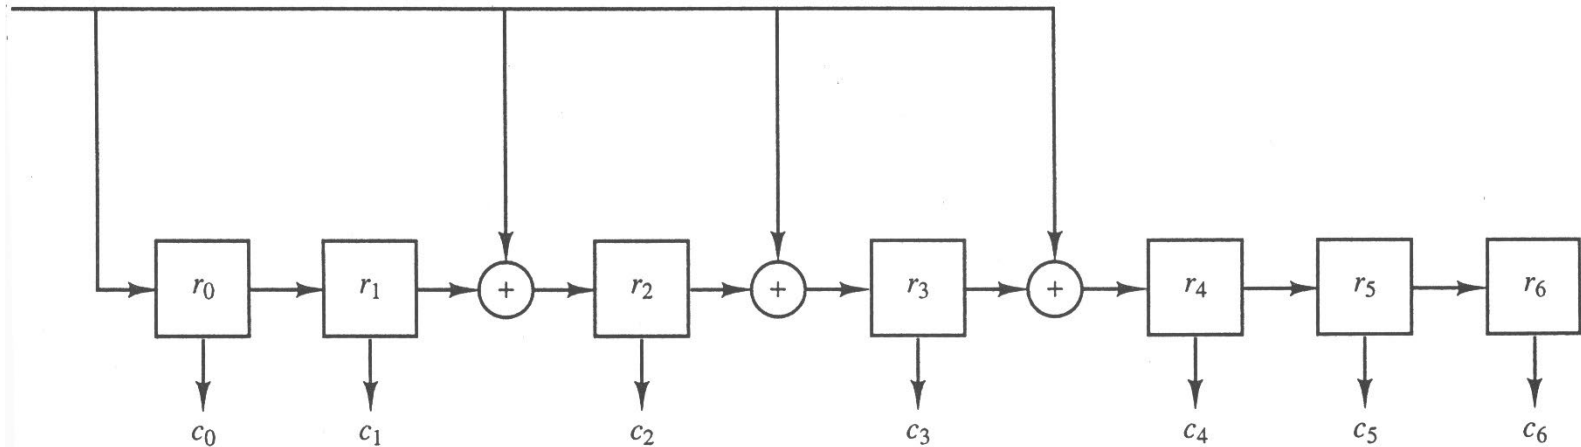 r0 r1 + r2 + r3 + r4 r5 r6
c0 c1 c2 c3 c4 c5 c6